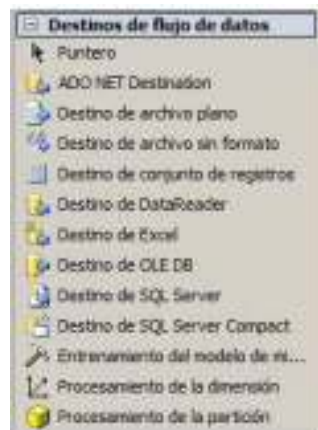 Destinos de flujo de datos
Puntero
ADO NET Destination
Destino de archivo plano
Destino de archivo sin formato
Destino de conjunto de registros
Destino de DataReader
Destino de Excel
Destino de OLE DB
Destino de SQL Server
Destino de SQL Server Compact
Entrenamiento del modelo de mi...
Procesamiento de la dimensión
Procesamiento de la partición